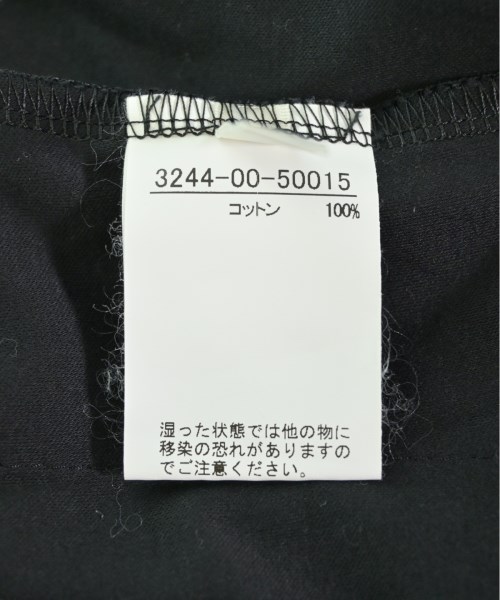 3244-00-50015
コットン 100%
湿った状態では他の物に
移染の恐れがありますの
でご注意ください。